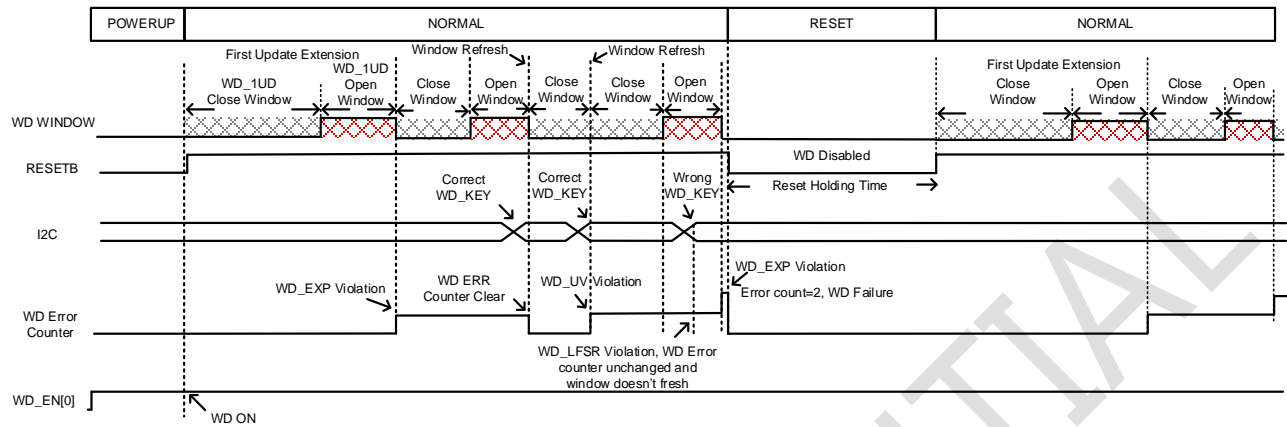 POWERUP NORMAL RESET NORMAL
First Update Extension
Window Refresh
Window Refresh
First Update Extension
WD_1UD
Close Window
WD_1UD
Open
Window
Close
Window
Open
Window
Close
Window
Close
Window
Open
Window
Close
Window
Open
Window
Close
Window
Open
Window
WD WINDOW
RESETB
WD Disabled
Reset Holding Time
Correct
WD_KEY
Correct
WD_KEY
Wrong
WD_KEY
I2C
WD_EXP Violation
WD ERR
Counter Clear
WD_UV Violation
WD_EXP Violation
Error count=2, WD Failure
WD Error
Counter
WD_LFSR Violation, WD Error
counter unchanged and
window doesn't fresh
WD_EN[0]
WD ON